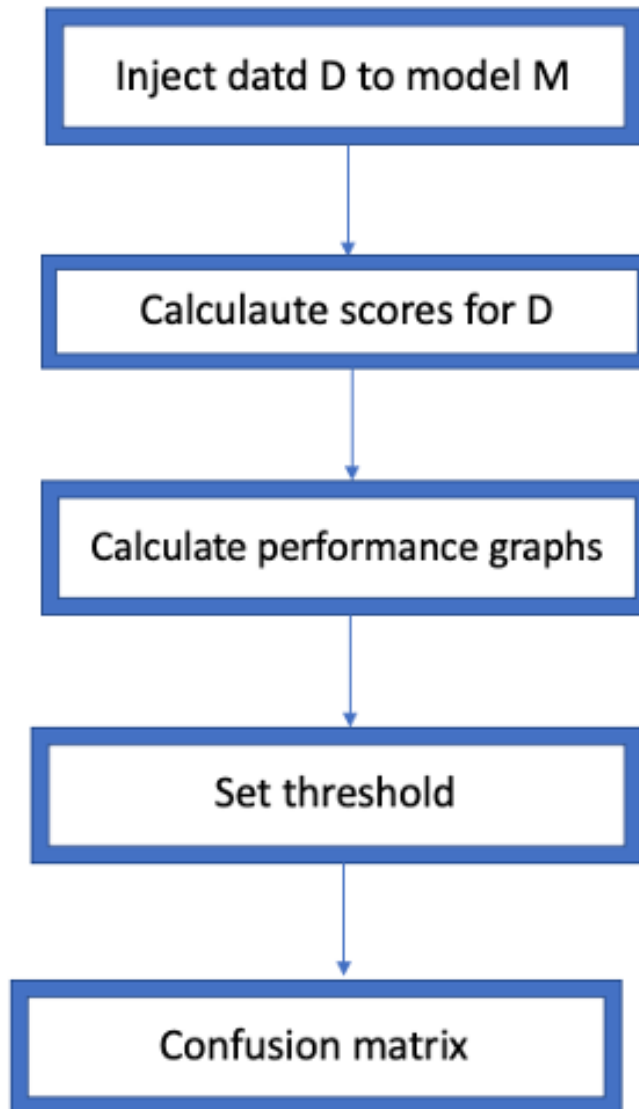 Inject datd D to model M
Calculaute scores for D
Calculate performance graphs
Set threshold
Confusion matrix